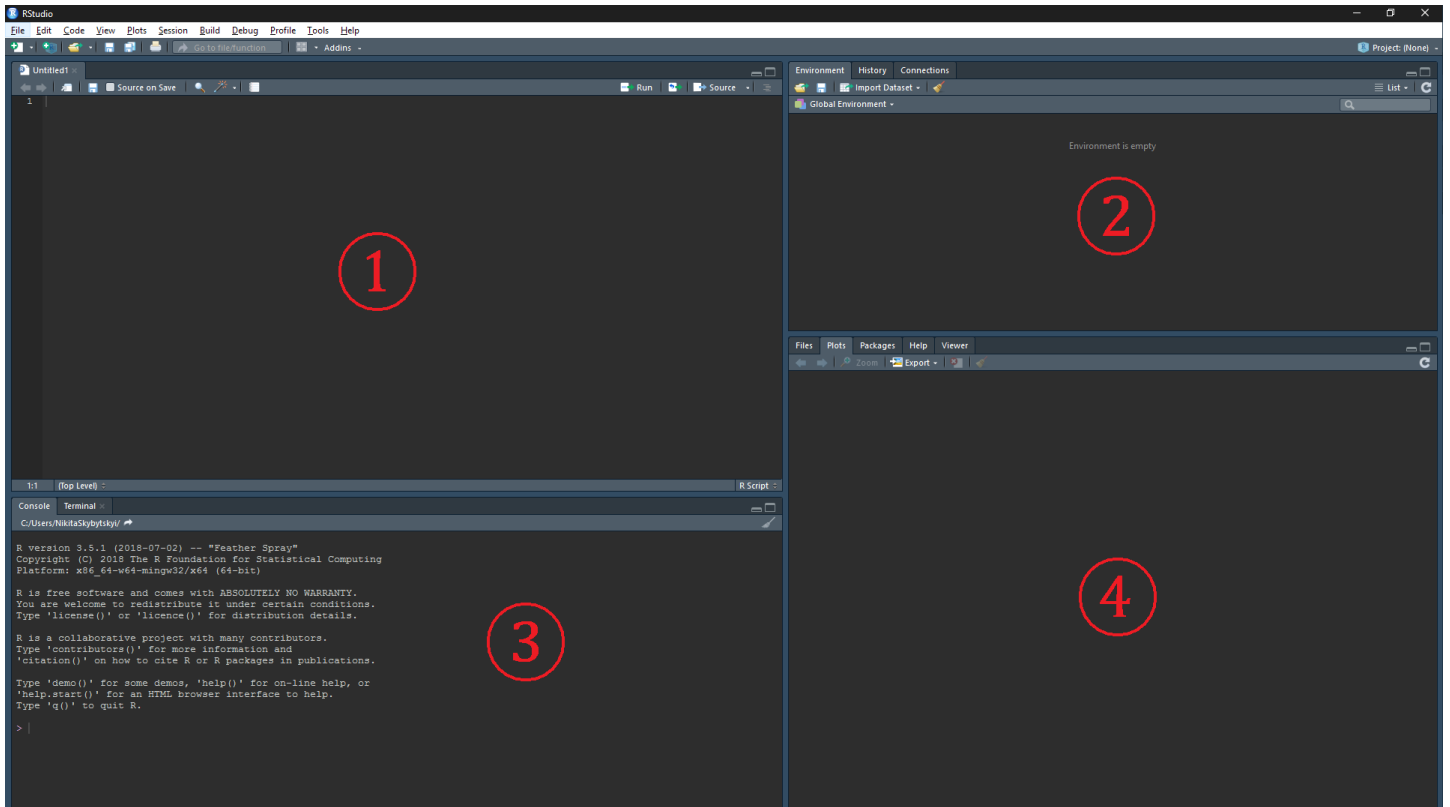 RStudio
File Edit Code View Plots Session Build Debug Profile Tools Help
Go to file/function Addins Project: (None)
Untitled1
Source on Save Run Source
1
1
1:1 (Top Level) R Script
Environment History Connections
Import Dataset List
Global Environment
Environment is empty
2
Files Plots Packages Help Viewer
Zoom Export
4
Console Terminal
C:/Users/NikitaSkybytskyi/
R version 3.5.1 (2018-07-02) -- "Feather Spray"
Copyright (C) 2018 The R Foundation for Statistical Computing
Platform: x86_64-w64-mingw32/x64 (64-bit)
R is free software and comes with ABSOLUTELY NO WARRANTY.
You are welcome to redistribute it under certain conditions.
Type 'license()' or 'licence()' for distribution details.
R is a collaborative project with many contributors.
Type 'contributors()' for more information and
'citation()' on how to cite R or R packages in publications.
Type 'demo()' for some demos, 'help()' for on-line help, or
'help.start()' for an HTML browser interface to help.
Type 'q()' to quit R.
>
3